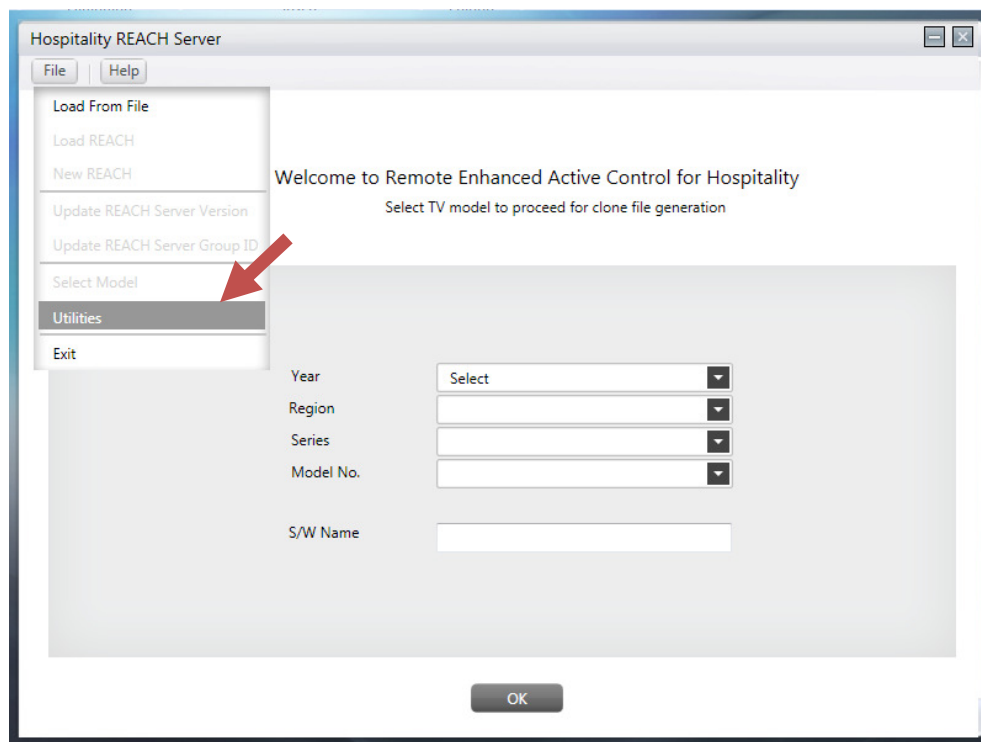 Hospitality REACH Server
File Help
Load From File
Load REACH
New REACH
Update REACH Server Version
Update REACH Server Group ID
Select Model
Utilities
Exit
Welcome to Remote Enhanced Active Control for Hospitality
Select TV model to proceed for clone file generation
Year Select
Region
Series
Model No.
S/W Name
OK